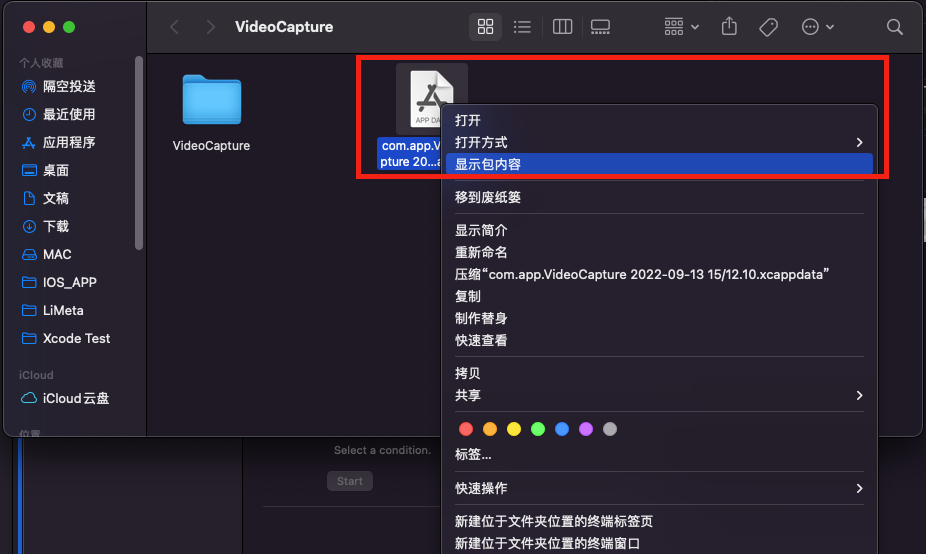 VideoCapture
个人收藏
隔空投送
最近使用
应用程序
桌面
文稿
下载
MAC
IOS_APP
LiMeta
Xcode Test
iCloud
iCloud云盘
位置
VideoCapture
APP DA
com.app.V
pture 20...a
打开
打开方式
显示包内容
移到废纸篓
显示简介
重新命名
压缩“com.app.VideoCapture 2022-09-13 15/12.10.xcappdata”
复制
制作替身
快速查看
拷贝
共享
标签...
快速操作
新建位于文件夹位置的终端标签页
新建位于文件夹位置的终端窗口
Select a condition.
Start